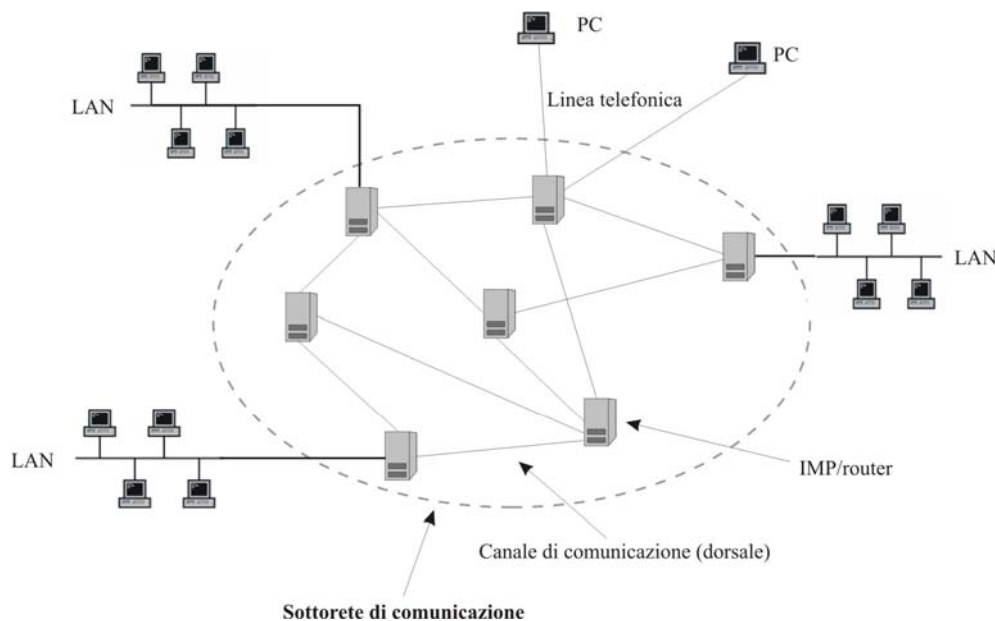 PC
PC
LAN
Linea telefonica
LAN
LAN
IMP/router
Canale di comunicazione (dorsale)
Sottorete di comunicazione